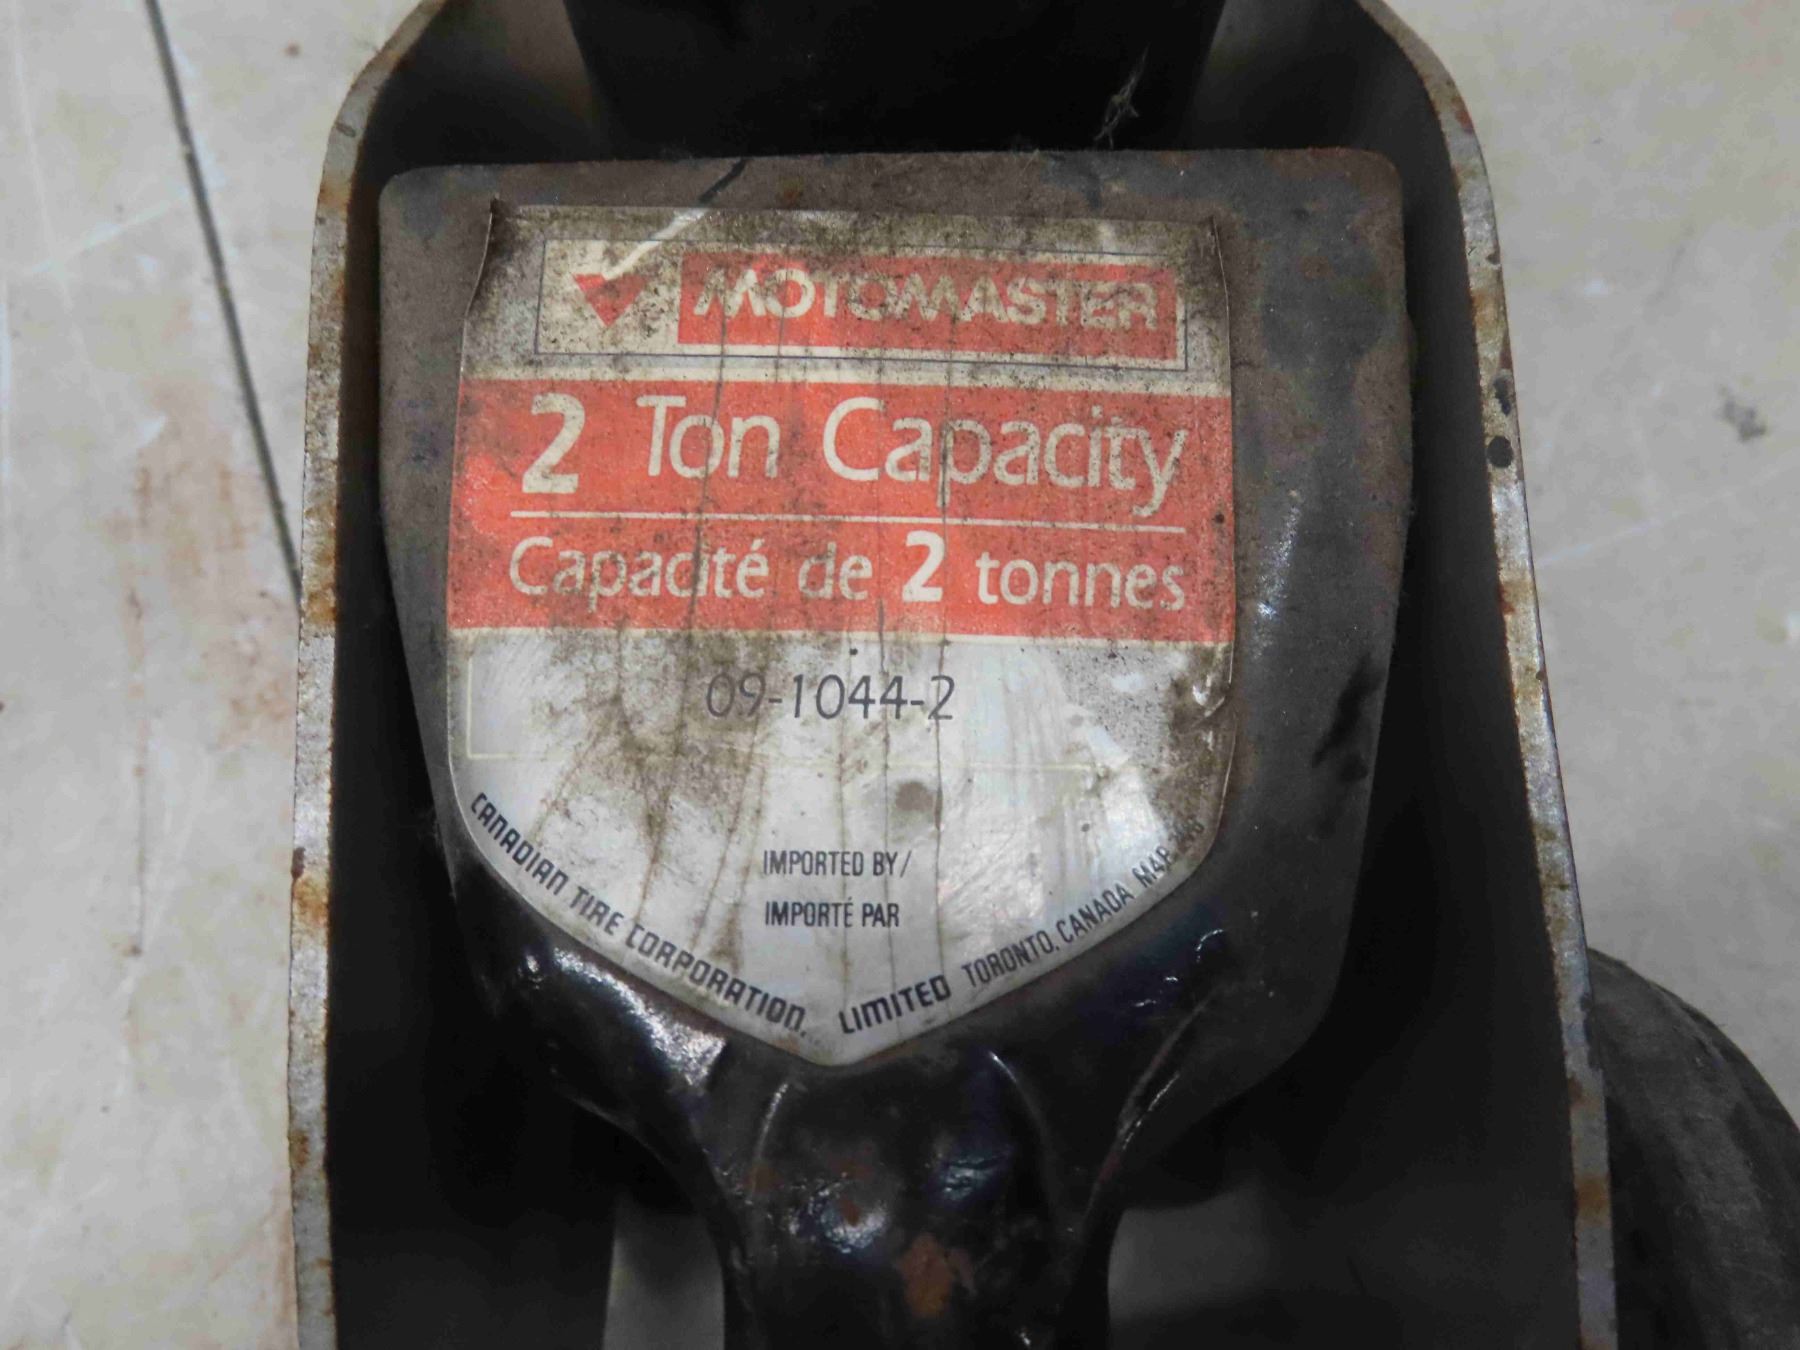 MOTOMASTER
2 Ton Capacity
Capacité de 2 tonnes
09-1044-2
IMPORTED BY/
IMPORTÉ PAR
CANADIAN TIRE CORPORATION, LIMITED TORONTO, CANADA M4P